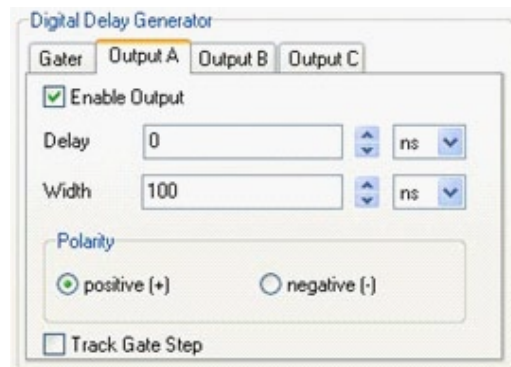 Digital Delay Generator
Gater Output A Output B Output C
Enable Output
Delay 0 ns
Width 100 ns
Polarity
positive (+) negative (-)
Track Gate Step